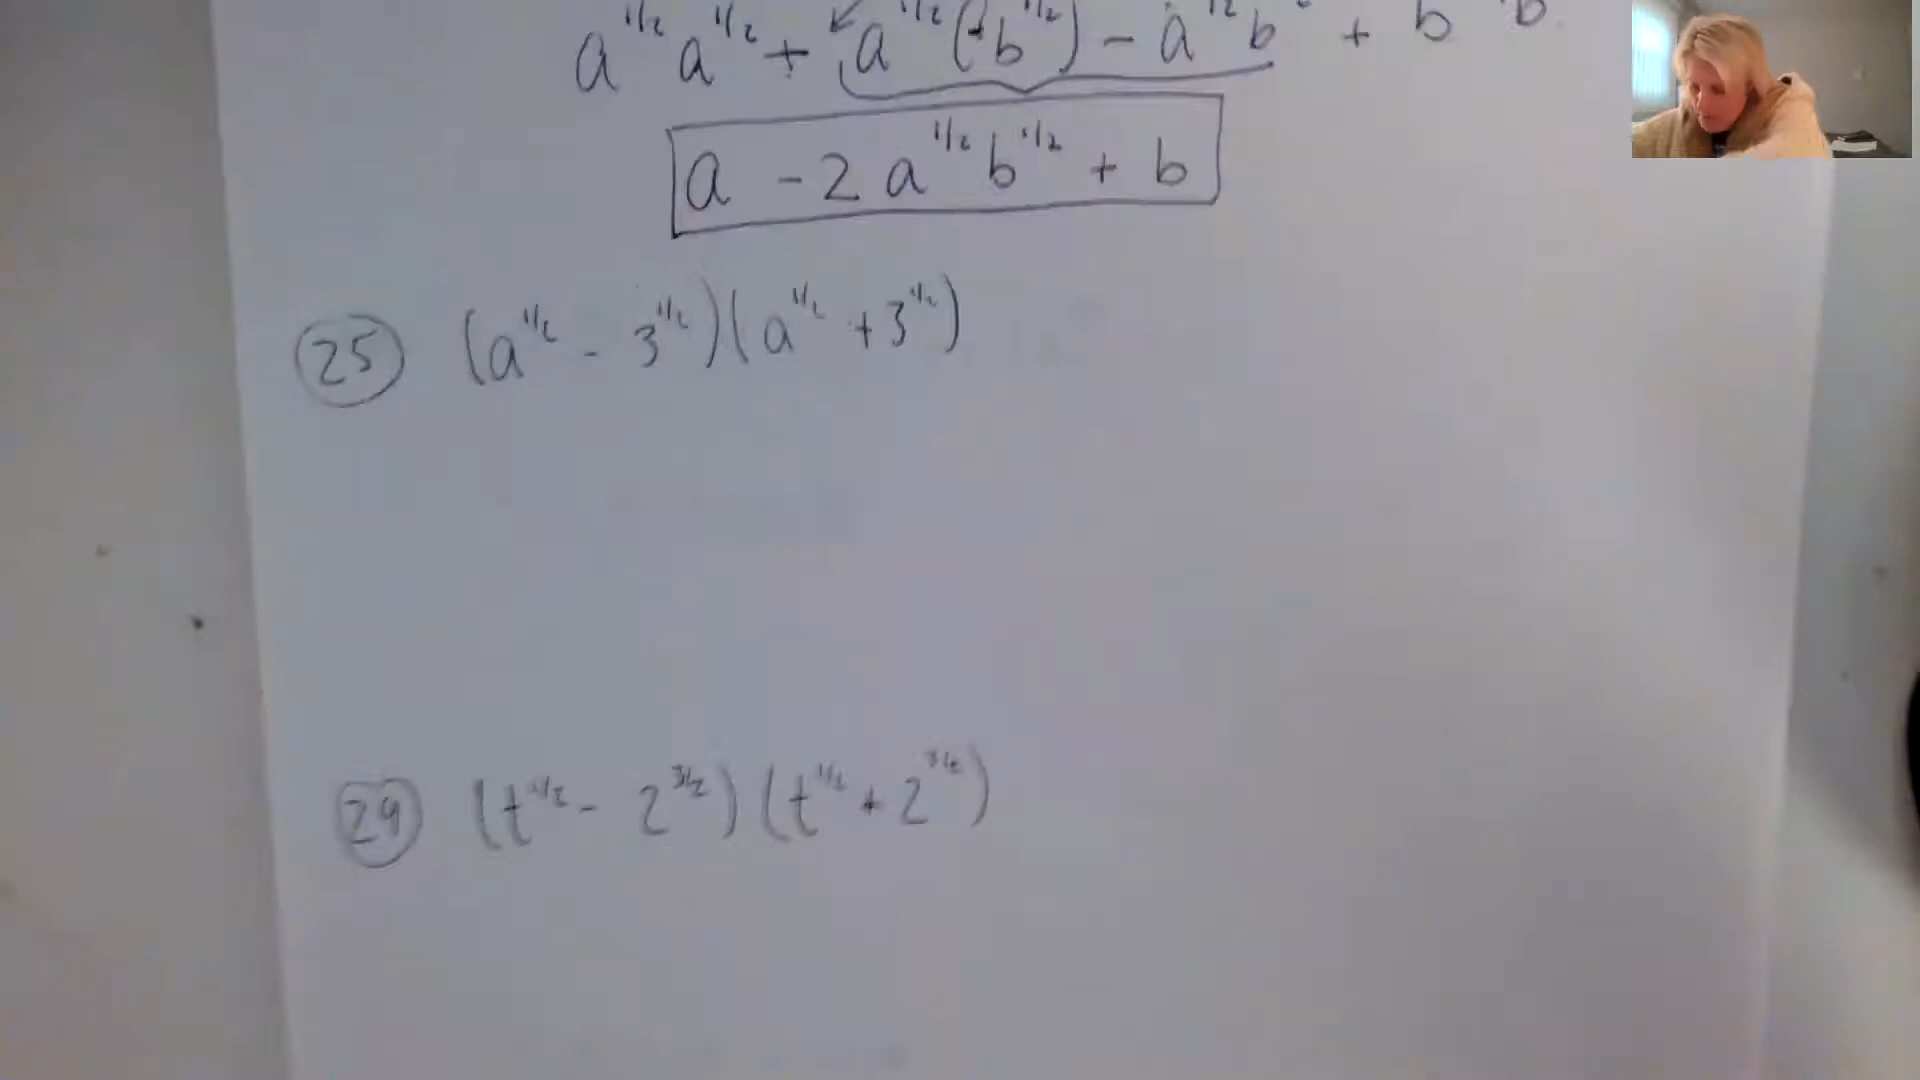 a^1/2 a^1/2 + a^1/2 (-b^1/2) - a^1/2 b + b b
a - 2 a^1/2 b^1/2 + b
25 (a^1/2 - 3^1/2)(a^1/2 + 3^1/2)
29 (t^1/2 - 2^3/2)(t^1/2 + 2^3/2)